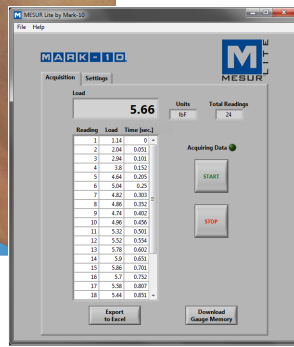 MESUR Lite by Mark-10
File Help
MARK-10
M
MESUR
LITE
Acquisition Settings
Load
5.66
Units
lbF
Total Readings
24
Reading Load Time [sec.]
1 1.14 0
2 2.04 0.051
3 2.94 0.101
4 3.8 0.152
5 4.64 0.205
6 5.04 0.25
7 4.82 0.303
8 4.86 0.352
9 4.74 0.402
10 4.96 0.456
11 5.32 0.501
12 5.52 0.554
13 5.78 0.602
14 5.9 0.651
15 5.86 0.701
16 5.7 0.752
17 5.58 0.807
18 5.44 0.851
Acquiring Data
START
STOP
Export
to Excel
Download
Gauge Memory